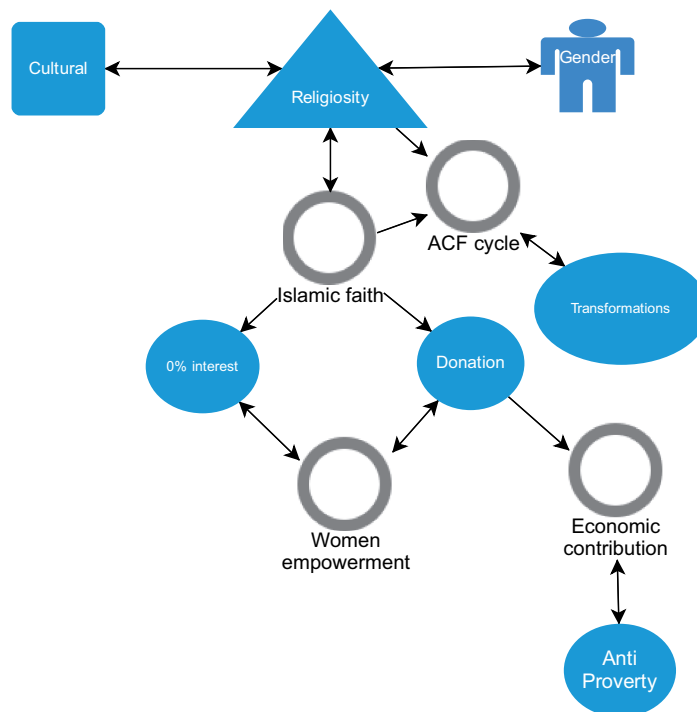 Cultural
Religiosity
Gender
ACF cycle
Islamic faith
Transformations
0% interest
Donation
Women
empowerment
Economic
contribution
Anti
Proverty